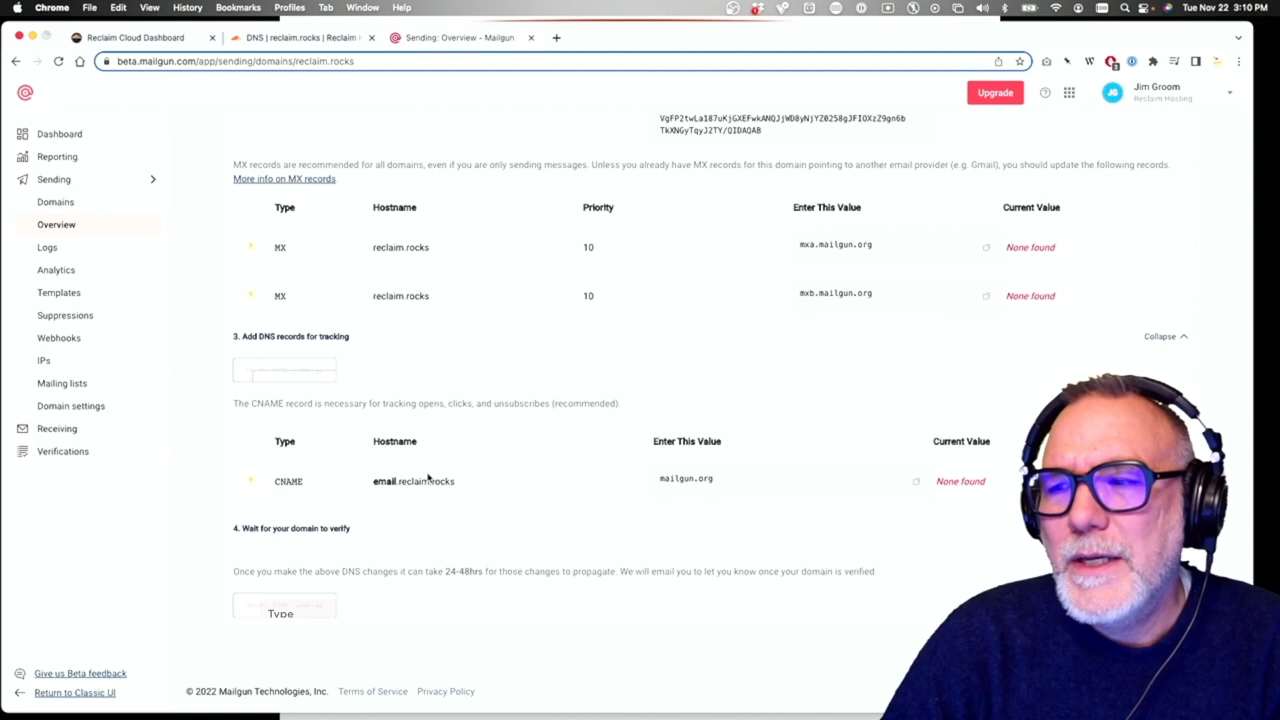 Chrome File Edit View History Bookmarks Profiles Tab Window Help Tue Nov 22 3:10 PM
Reclaim Cloud Dashboard DNS | reclaim.rocks | Reclaim Sending: Overview - Mailgun
beta.mailgun.com/app/sending/domains/reclaim.rocks
Upgrade
Jim Groom
Reclaim Hosting
Dashboard
Reporting
Sending
Domains
Overview
Logs
Analytics
Templates
Suppressions
Webhooks
IPs
Mailing lists
Domain settings
Receiving
Verifications
Give us Beta feedback
Return to Classic UI
VgFP2twLa187uKjGXEFwkANQJjWD8yNjYZ0258gJFIOXzZ9gn6b
TkXNGyTqyJ2TY/QIDAQAB
MX records are recommended for all domains, even if you are only sending messages. Unless you already have MX records for this domain pointing to another email provider (e.g. Gmail), you should update the following records.
More info on MX records.
Type Hostname Priority Enter This Value Current Value
MX reclaim.rocks 10 mxa.mailgun.org None found
MX reclaim.rocks 10 mxb.mailgun.org None found
3. Add DNS records for tracking Collapse
The CNAME record is necessary for tracking opens, clicks, and unsubscribes (recommended).
Type Hostname Enter This Value Current Value
CNAME email.reclaim.rocks mailgun.org None found
4. Wait for your domain to verify
Once you make the above DNS changes it can take 24-48hrs for those changes to propagate. We will email you to let you know once your domain is verified.
Type
© 2022 Mailgun Technologies, Inc. Terms of Service Privacy Policy